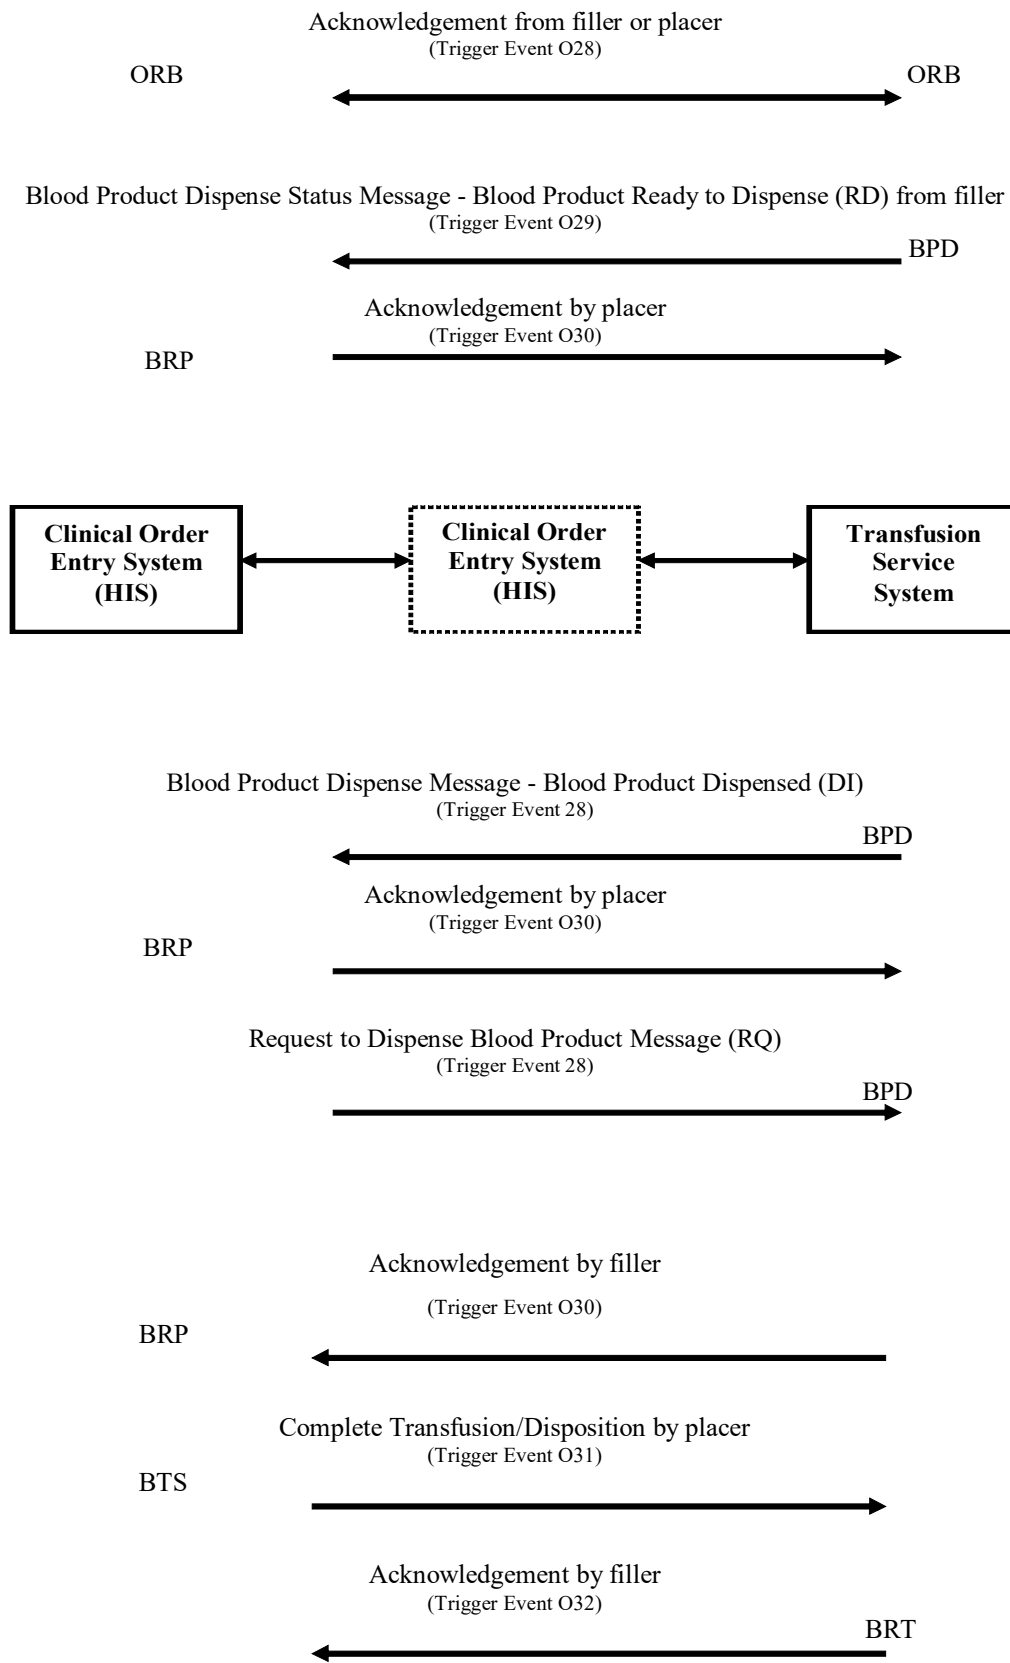 Acknowledgement from filler or placer
(Trigger Event O28)
ORB ORB
Blood Product Dispense Status Message - Blood Product Ready to Dispense (RD) from filler
(Trigger Event O29)
BPD
Acknowledgement by placer
(Trigger Event O30)
BRP
Clinical Order
Entry System
(HIS)
Clinical Order
Entry System
(HIS)
Transfusion
Service
System
Blood Product Dispense Message - Blood Product Dispensed (DI)
(Trigger Event 28)
BPD
Acknowledgement by placer
(Trigger Event O30)
BRP
Request to Dispense Blood Product Message (RQ)
(Trigger Event 28)
BPD
Acknowledgement by filler
(Trigger Event O30)
BRP
Complete Transfusion/Disposition by placer
(Trigger Event O31)
BTS
Acknowledgement by filler
(Trigger Event O32)
BRT